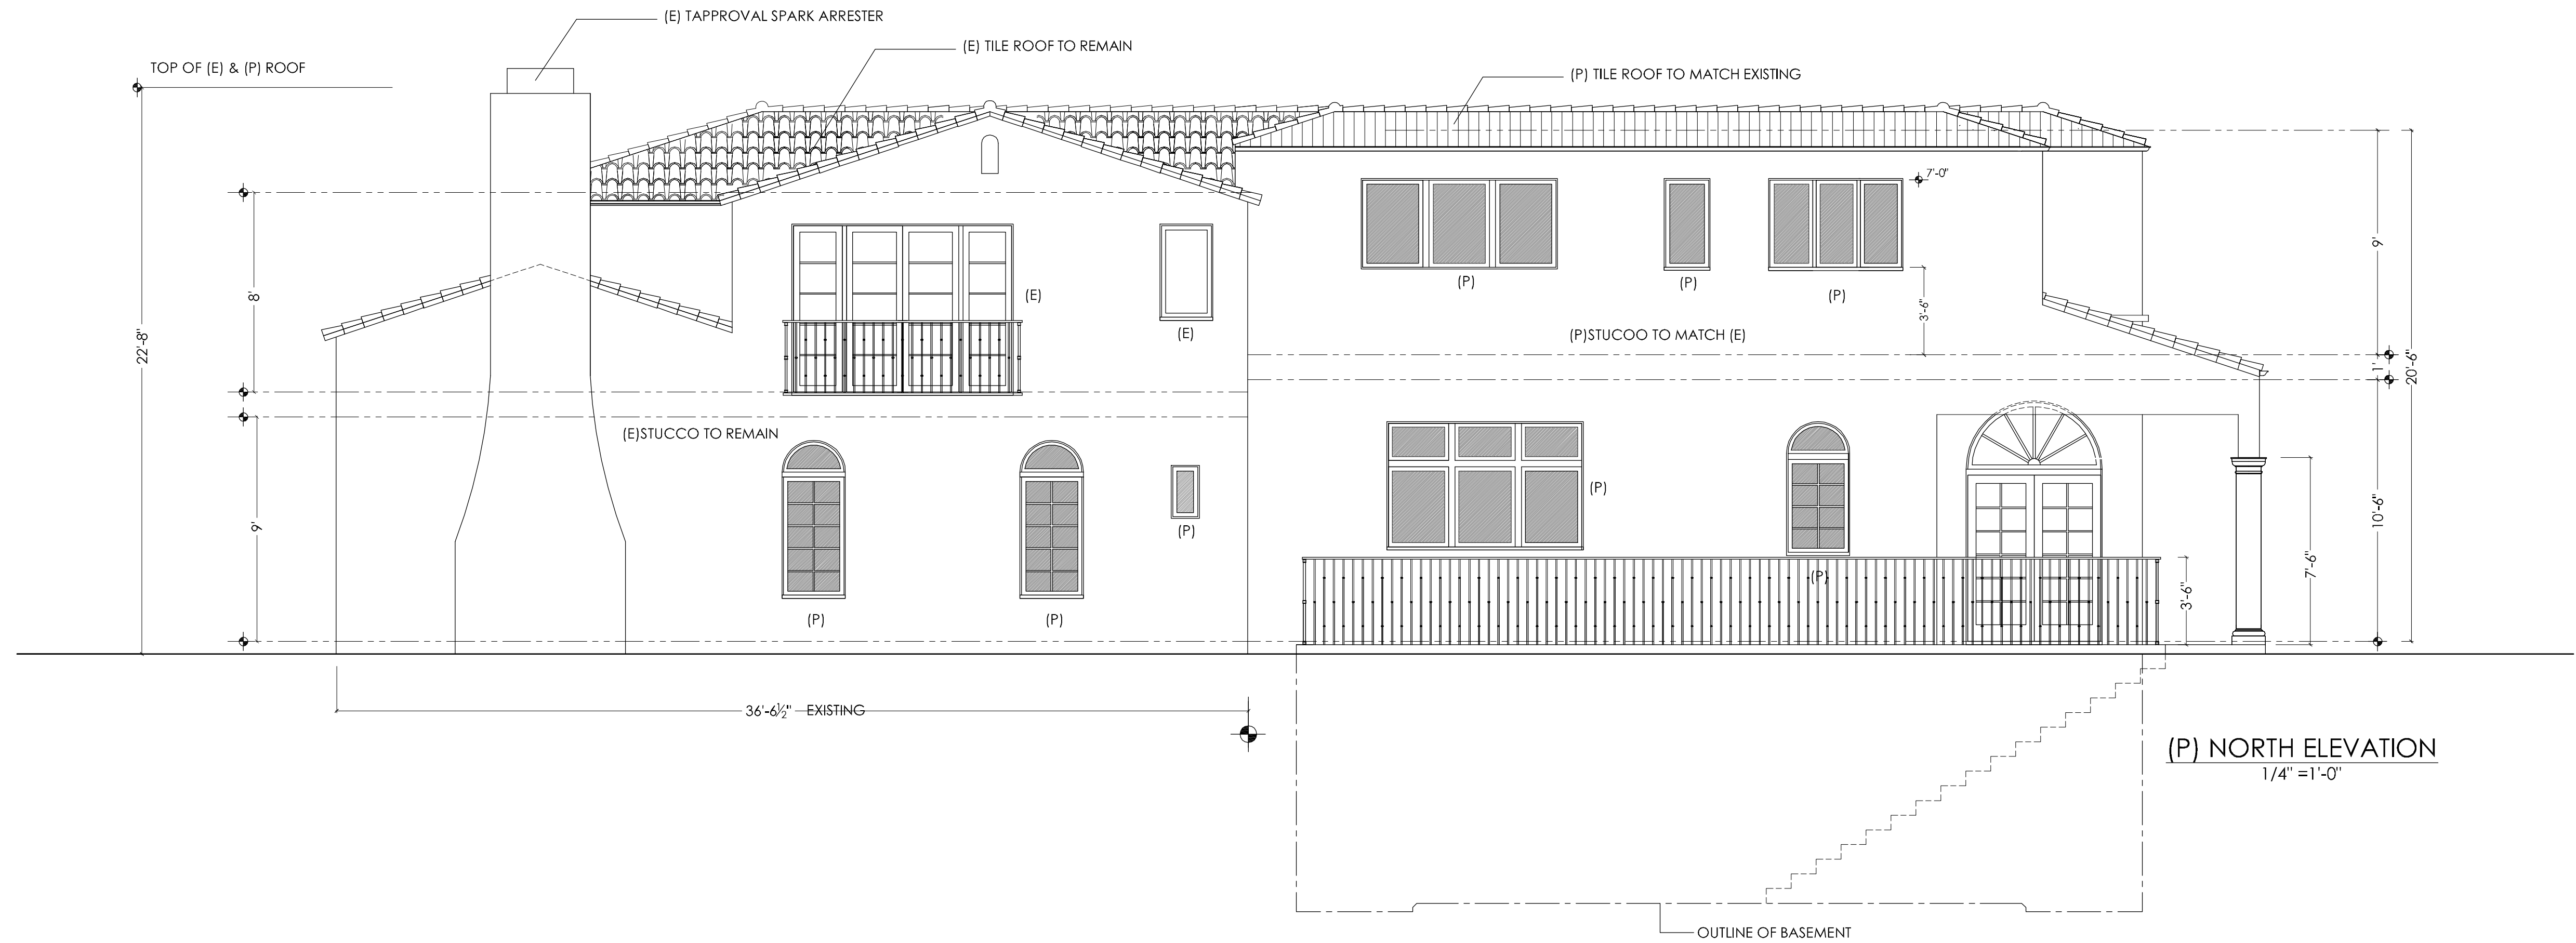 (E) TAPPROVAL SPARK ARRESTER
(E) TILE ROOF TO REMAIN
TOP OF (E) & (P) ROOF
(P) TILE ROOF TO MATCH EXISTING
7'-0"
(P)
(P)
(P)
9'
8'
(E)
3'-6"
(E)
(P)STUCOO TO MATCH (E)
22'-8"
1'
20'-6"
(E)STUCCO TO REMAIN
(P)
9'
(P)
10'-6"
7'-6"
(P)
3'-6"
(P)
(P)
36'-6½" EXISTING
(P) NORTH ELEVATION
1/4" =1'-0"
OUTLINE OF BASEMENT